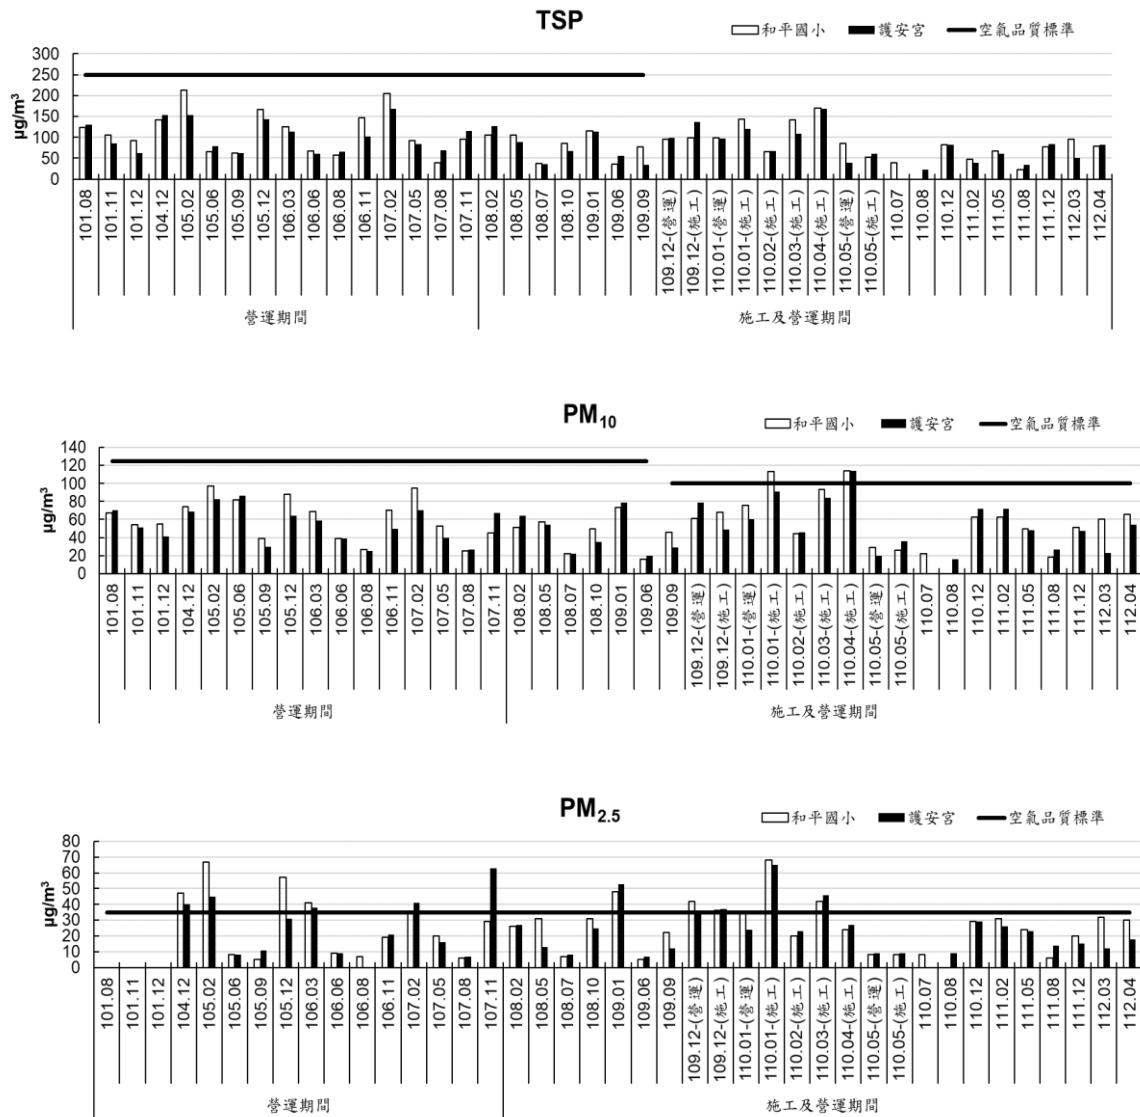 TSP
和平國小 護安宮 空氣品質標準
µg/m³
300
250
200
150
100
50
0
101.08 101.11 101.12 104.12 105.02 105.06 105.09 105.12 106.03 106.06 106.08 106.11 107.02 107.05 107.08 107.11 108.02 108.05 108.07 108.10 109.01 109.06 109.09 109.12-(營運) 109.12-(施工) 110.01-(營運) 110.01-(施工) 110.02-(施工) 110.03-(施工) 110.04-(施工) 110.05-(營運) 110.05-(施工) 110.07 110.08 110.12 111.02 111.05 111.08 111.12 112.03 112.04
營運期間 施工及營運期間
PM₁₀
和平國小 護安宮 空氣品質標準
µg/m³
140
120
100
80
60
40
20
0
101.08 101.11 101.12 104.12 105.02 105.06 105.09 105.12 106.03 106.06 106.08 106.11 107.02 107.05 107.08 107.11 108.02 108.05 108.07 108.10 109.01 109.06 109.09 109.12-(營運) 109.12-(施工) 110.01-(營運) 110.01-(施工) 110.02-(施工) 110.03-(施工) 110.04-(施工) 110.05-(營運) 110.05-(施工) 110.07 110.08 110.12 111.02 111.05 111.08 111.12 112.03 112.04
營運期間 施工及營運期間
PM₂.₅
和平國小 護安宮 空氣品質標準
µg/m³
80
70
60
50
40
30
20
10
0
101.08 101.11 101.12 104.12 105.02 105.06 105.09 105.12 106.03 106.06 106.08 106.11 107.02 107.05 107.08 107.11 108.02 108.05 108.07 108.10 109.01 109.06 109.09 109.12-(營運) 109.12-(施工) 110.01-(營運) 110.01-(施工) 110.02-(施工) 110.03-(施工) 110.04-(施工) 110.05-(營運) 110.05-(施工) 110.07 110.08 110.12 111.02 111.05 111.08 111.12 112.03 112.04
營運期間 施工及營運期間